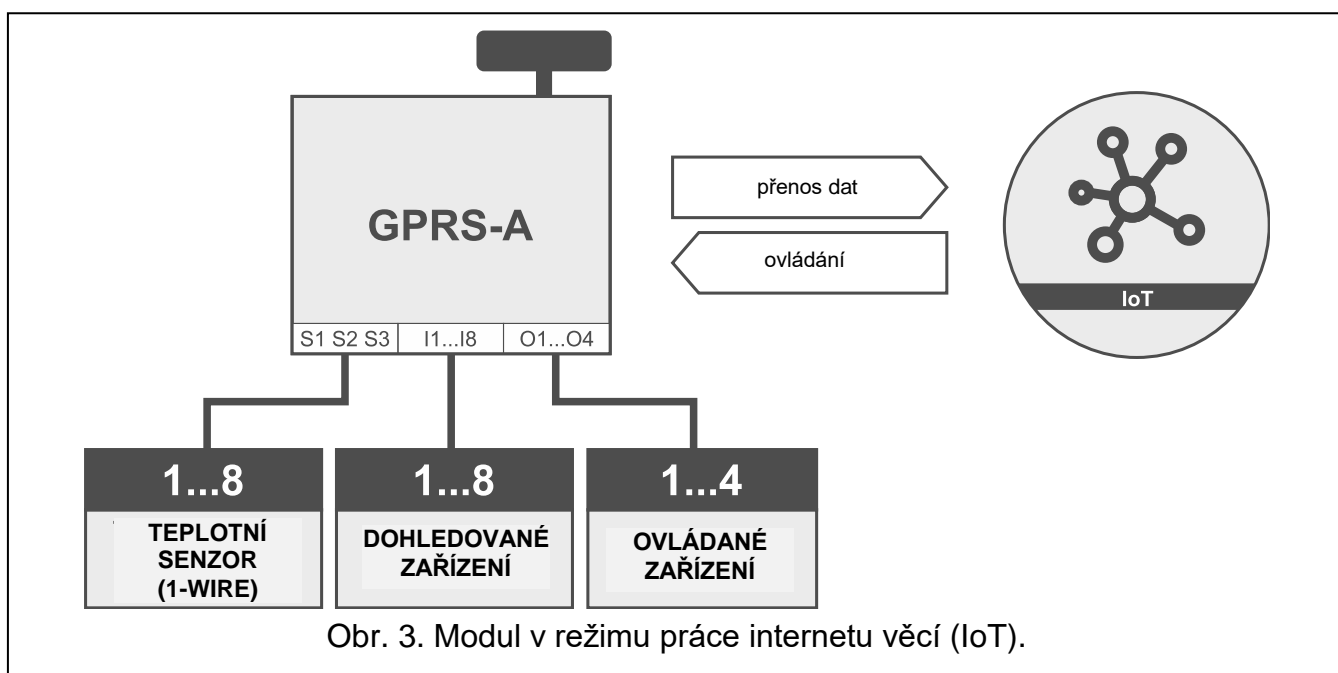 GPRS-A
S1 S2 S3
I1...I8
O1...O4
přenos dat
ovládání
IoT
1...8
TEPLOTNÍ
SENZOR
(1-WIRE)
1...8
DOHLEDOVANÉ
ZAŘÍZENÍ
1...4
OVLÁDANÉ
ZAŘÍZENÍ
Obr. 3. Modul v režimu práce internetu věcí (IoT).